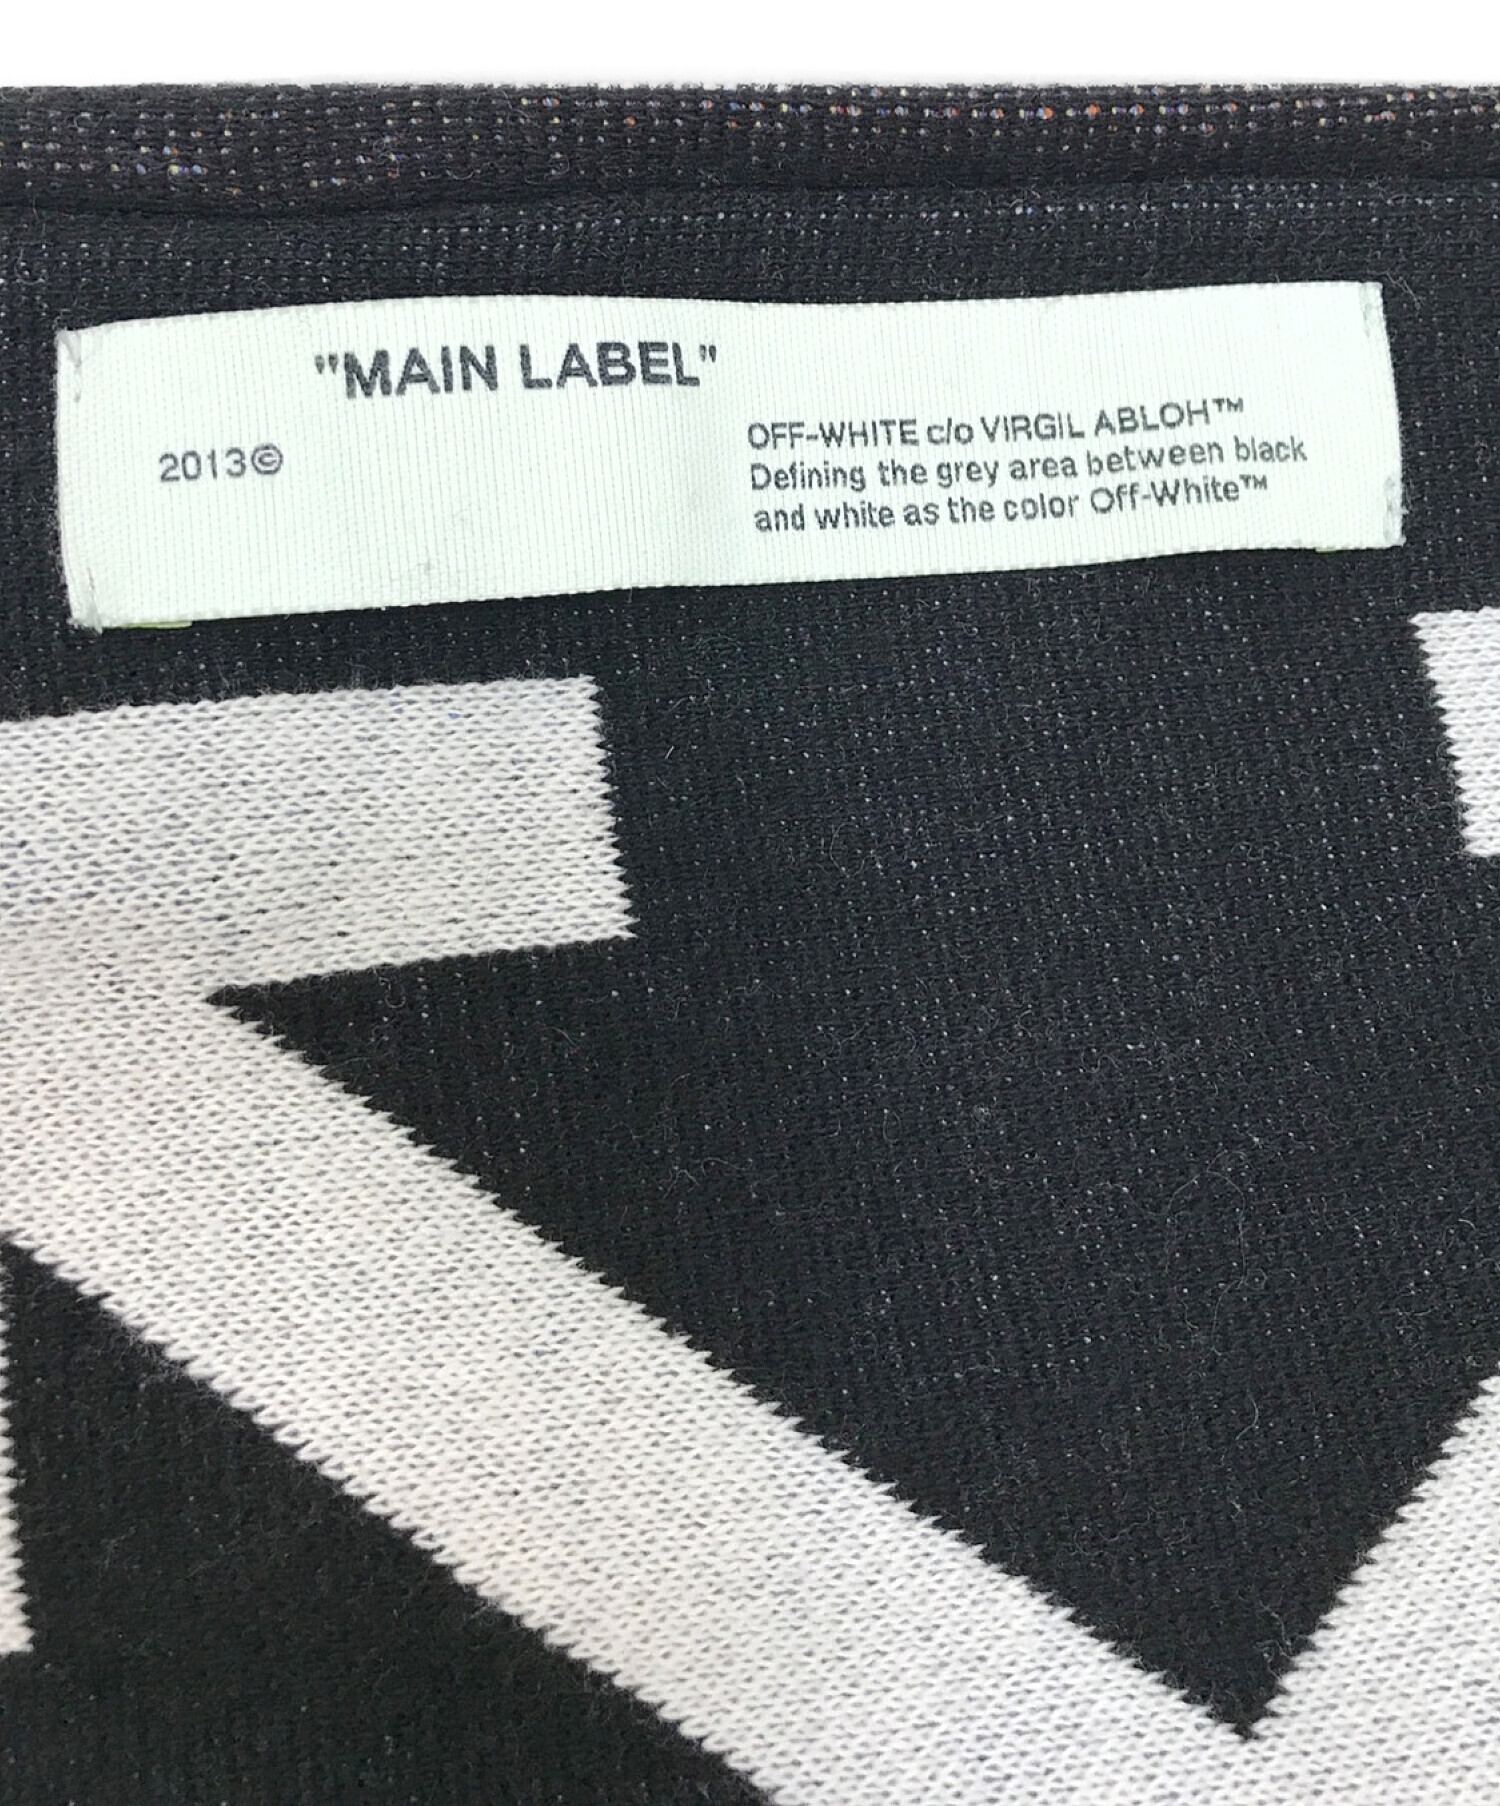 "MAIN LABEL"
2013©
OFF-WHITE c/o VIRGIL ABLOH™
Defining the grey area between black
and white as the color Off-White™